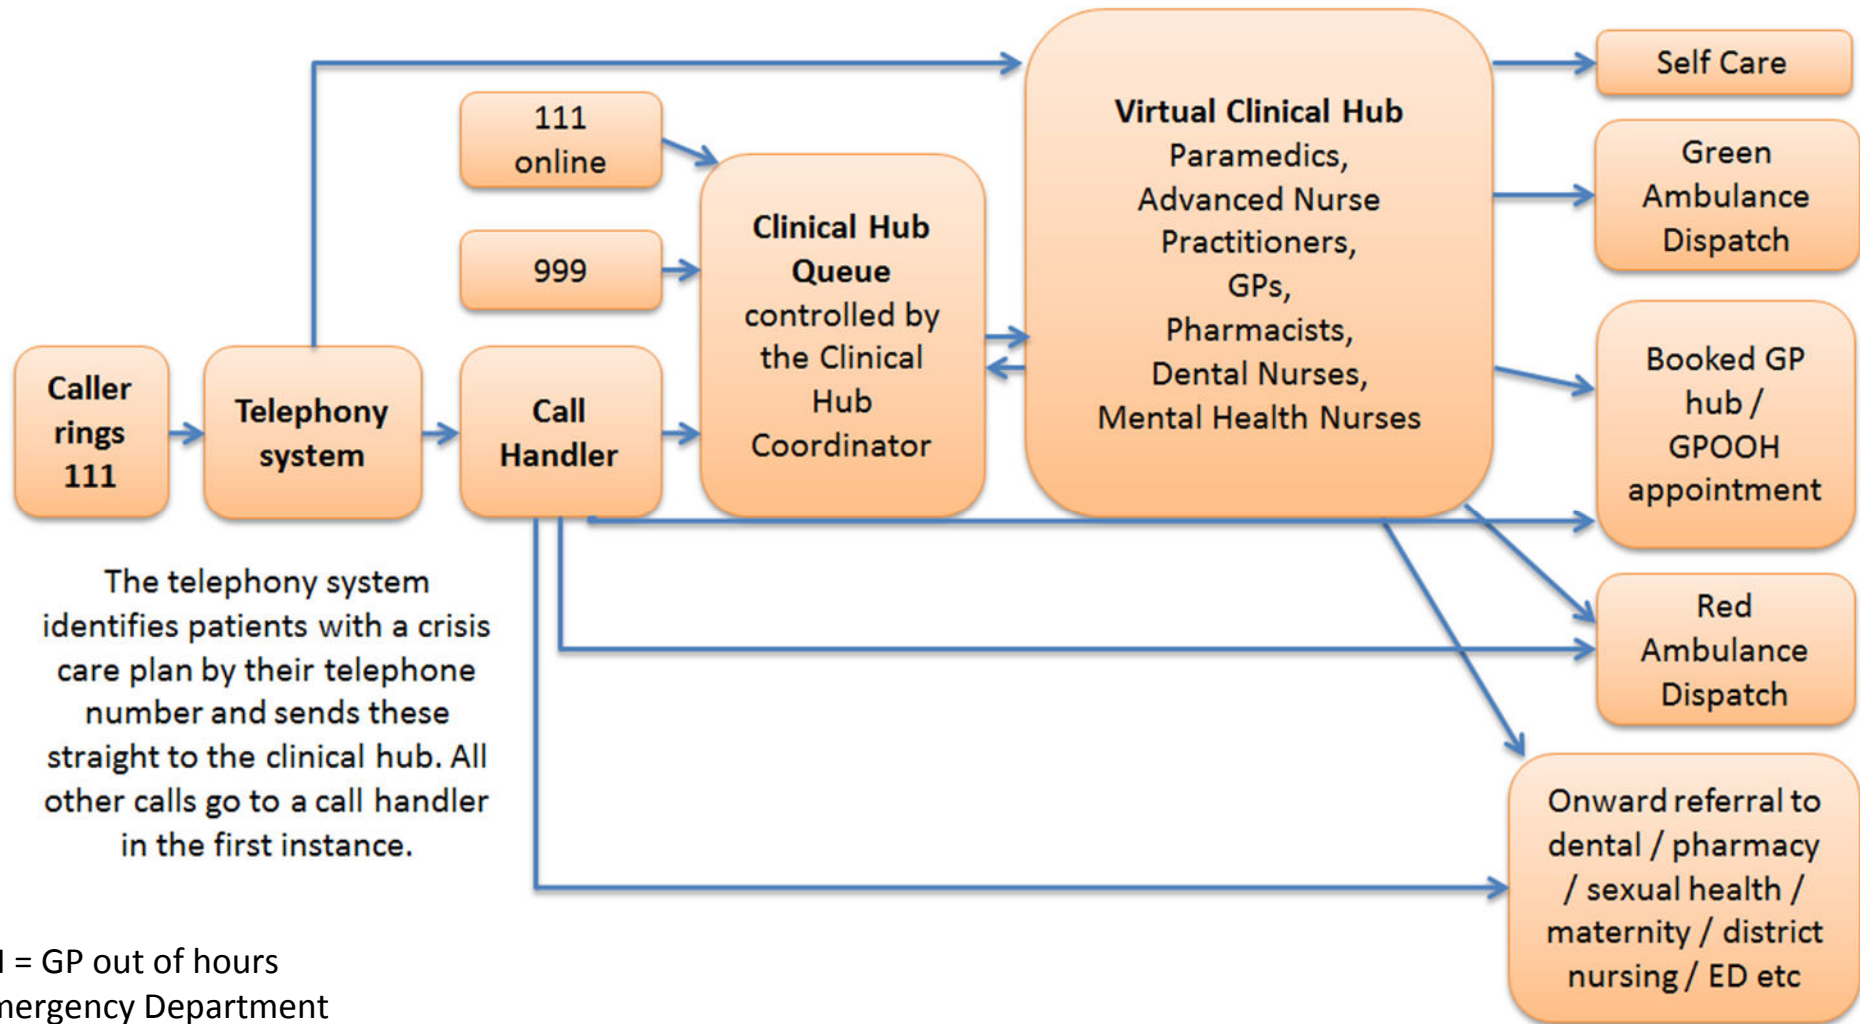 Caller
rings
111
Telephony
system
111
online
999
Call
Handler
Clinical Hub
Queue
controlled by
the Clinical
Hub
Coordinator
Virtual Clinical Hub
Paramedics,
Advanced Nurse
Practitioners,
GPs,
Pharmacists,
Dental Nurses,
Mental Health Nurses
Self Care
Green
Ambulance
Dispatch
Booked GP
hub /
GPOOH
appointment
Red
Ambulance
Dispatch
Onward referral to
dental / pharmacy
/ sexual health /
maternity / district
nursing / ED etc
The telephony system
identifies patients with a crisis
care plan by their telephone
number and sends these
straight to the clinical hub. All
other calls go to a call handler
in the first instance.
= GP out of hours
Department